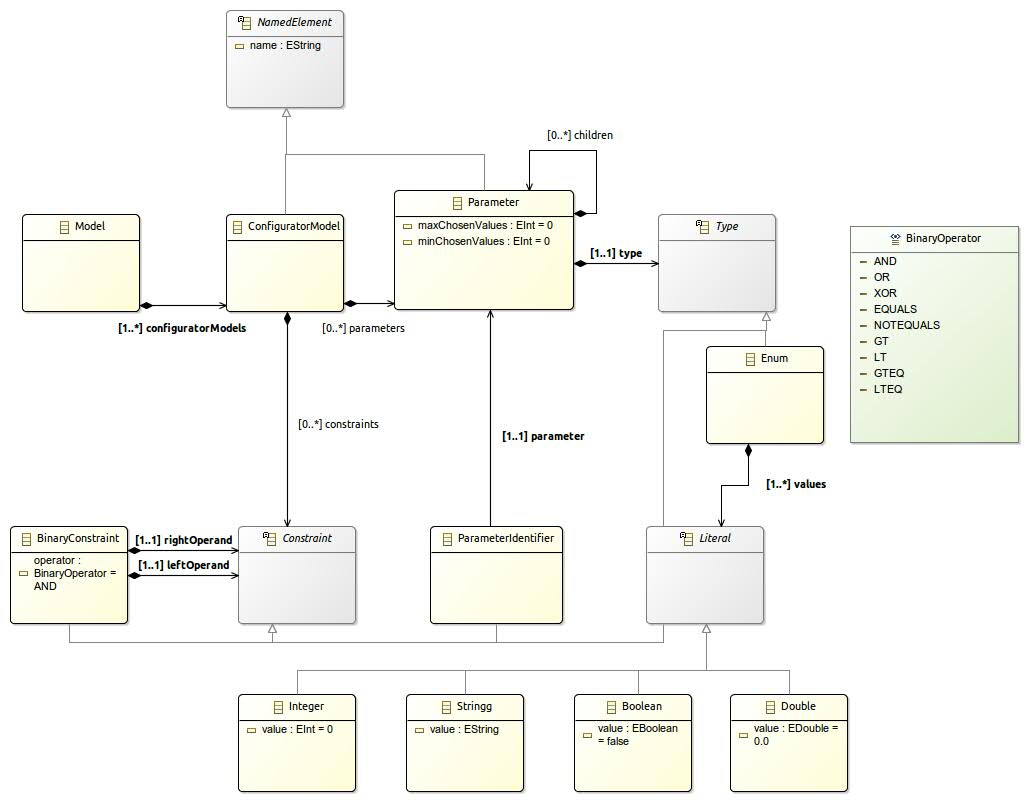 NamedElement
name : EString
[0..*] children
Parameter
maxChosenValues : EInt = 0
minChosenValues : EInt = 0
Model
ConfiguratorModel
Type
BinaryOperator
AND
OR
XOR
EQUALS
NOTEQUALS
GT
LT
GTEQ
LTEQ
[1..1] type
[1..*] configuratorModels
[0..*] parameters
Enum
[0..*] constraints
[1..1] parameter
[1..*] values
BinaryConstraint
operator :
BinaryOperator =
AND
[1..1] rightOperand
[1..1] leftOperand
Constraint
ParameterIdentifier
Literal
Integer
value : EInt = 0
Stringg
value : EString
Boolean
value : EBoolean
= false
Double
value : EDouble =
0.0